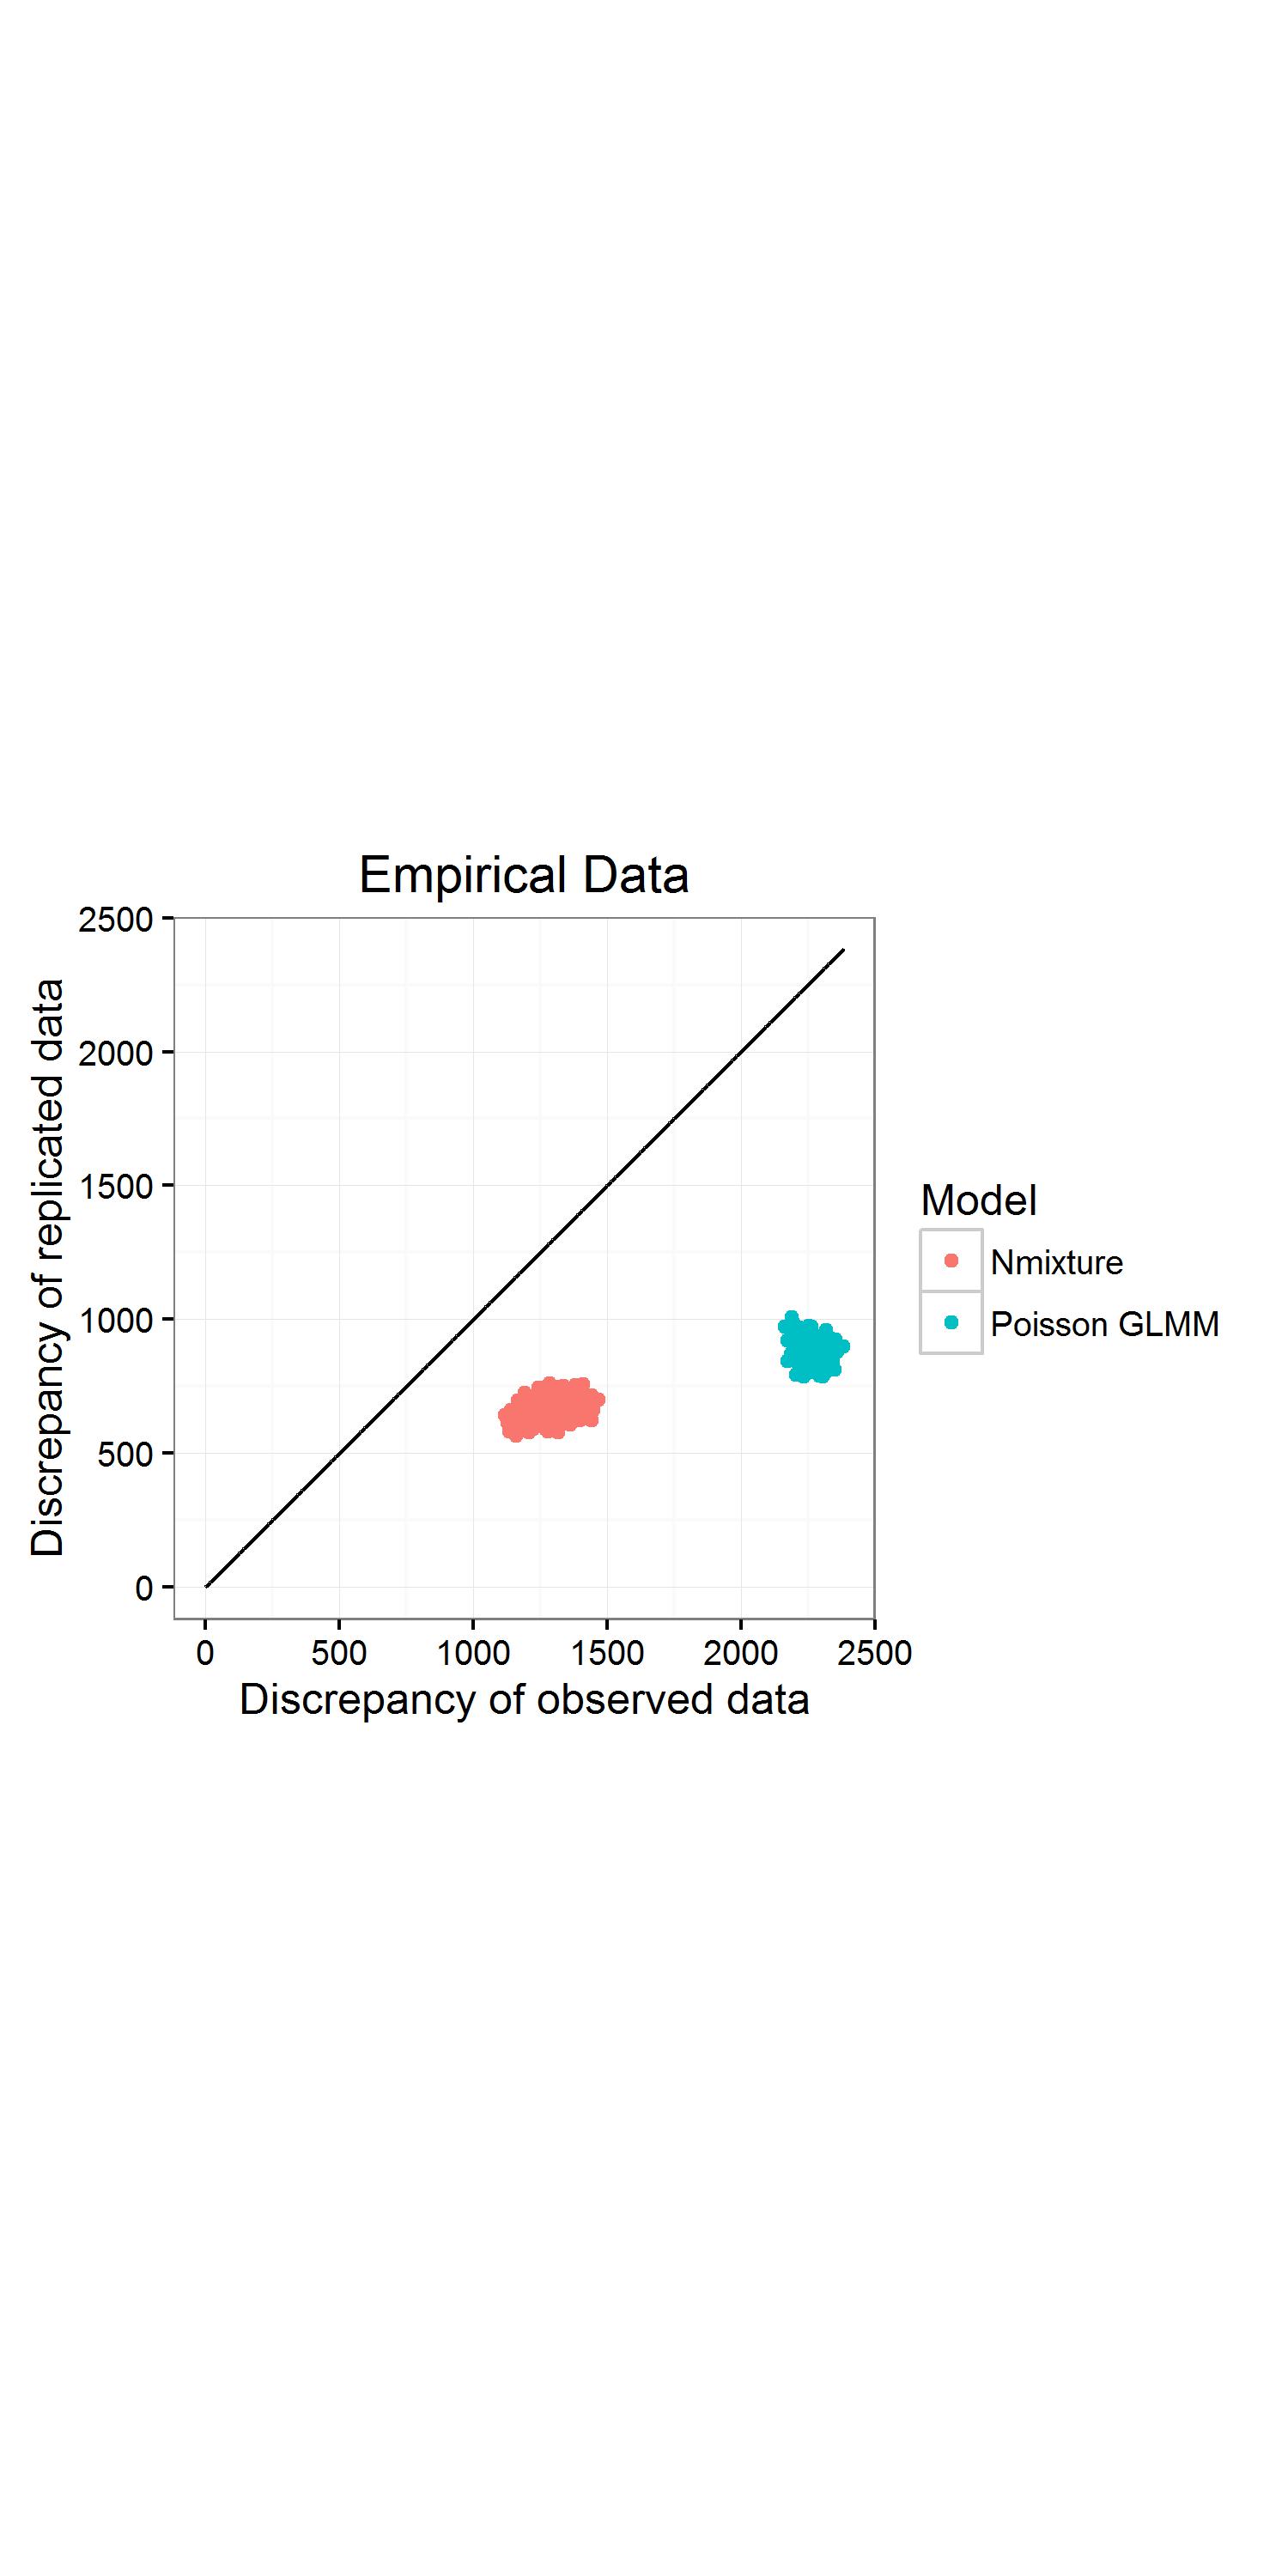 Empirical Data
Discrepancy of replicated data
2500
2000
1500
1000
500
0
0 500 1000 1500 2000 2500
Discrepancy of observed data
Model
Nmixture
Poisson GLMM